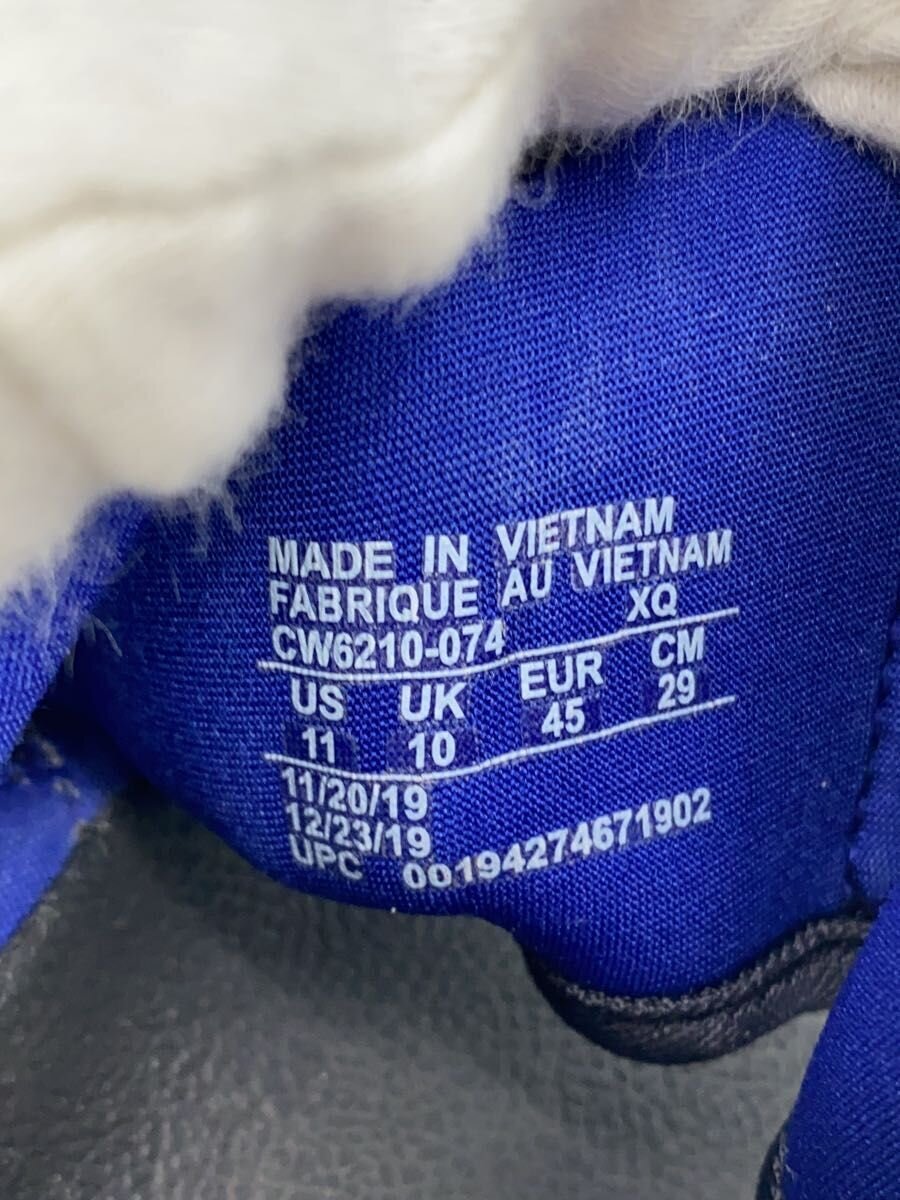 MADE IN VIETNAM
FABRIQUE AU VIETNAM
CW6210-074 XQ
US UK EUR CM
11 10 45 29
11/20/19
12/23/19
UPC 00194274671902